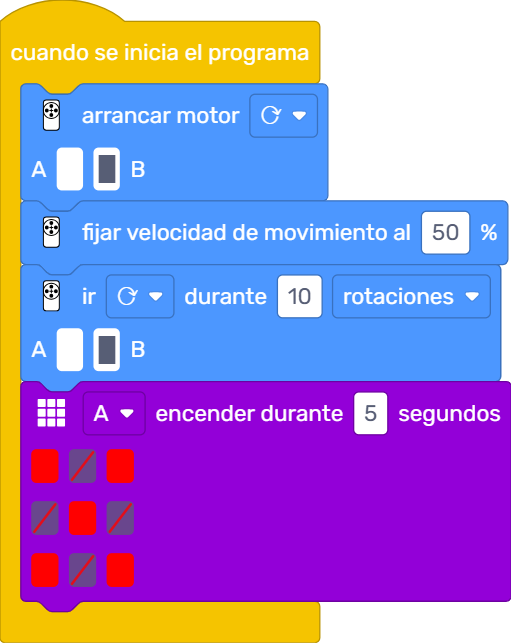 cuando se inicia el programa
arrancar motor
A B
fijar velocidad de movimiento al 50 %
ir durante 10 rotaciones
A B
A encender durante 5 segundos